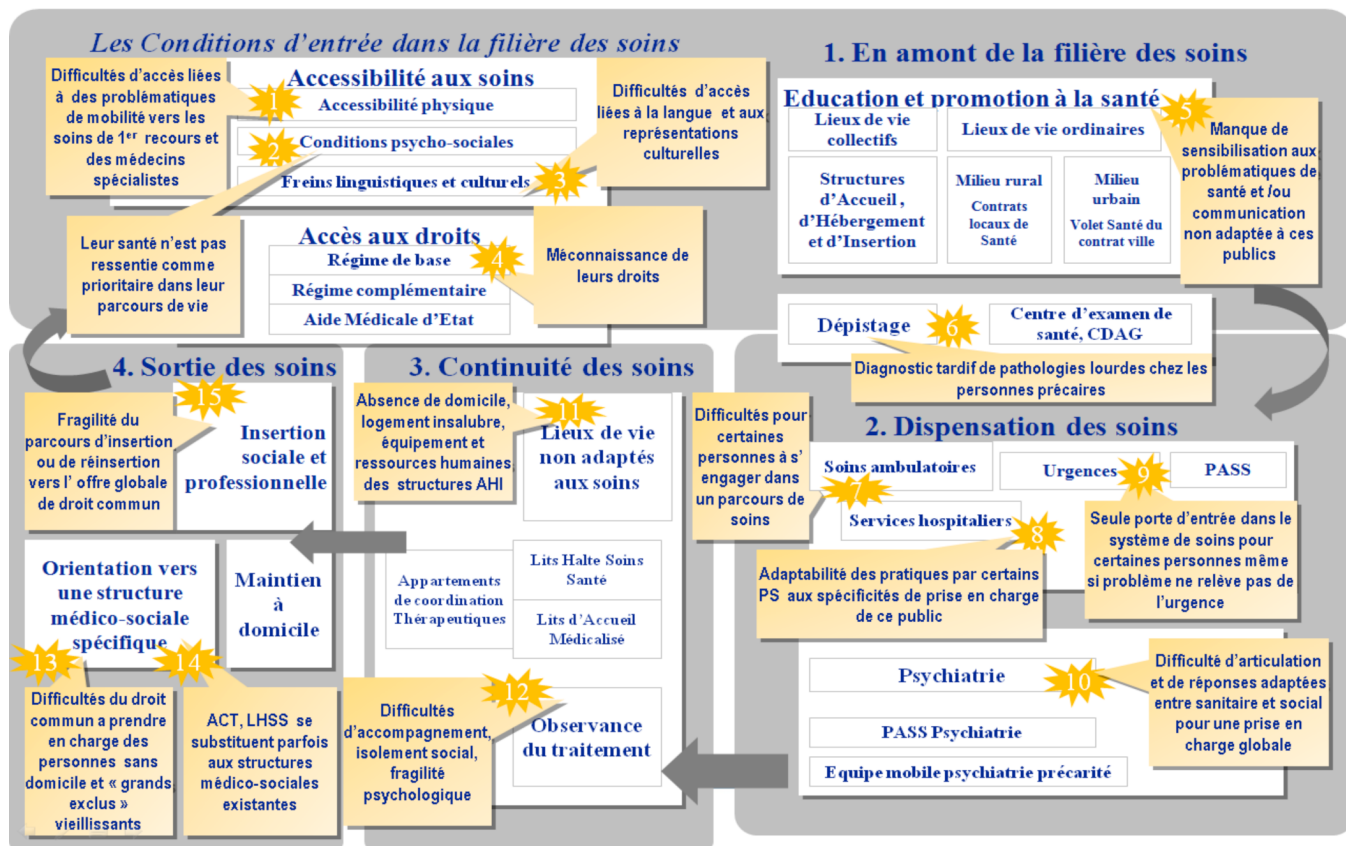 Les Conditions d'entrée dans la filière des soins
Difficultés d'accès liées
à des problématiques
de mobilité vers les
soins de 1er recours et
des médecins
spécialistes
Accessibilité aux soins
1
Accessibilité physique
2
Conditions psycho-sociales
Freins linguistiques et culturels
3
Difficultés d'accès
liées à la langue et aux
représentations
culturelles
Leur santé n'est pas
ressentie comme
prioritaire dans leur
parcours de vie
Accès aux droits
Régime de base
4
Régime complémentaire
Aide Médicale d'Etat
Méconnaissance de
leurs droits
1. En amont de la filière des soins
Education et promotion à la santé
5
Lieux de vie
collectifs
Lieux de vie ordinaires
Structures
d'Accueil ,
d'Hébergement
et d'Insertion
Milieu rural
Contrats
locaux de
Santé
Milieu
urbain
Volet Santé du
contrat ville
Manque de
sensibilisation aux
problématiques de
santé et /ou
communication
non adaptée à ces
publics
Dépistage
6
Centre d'examen de
santé, CDAG
Diagnostic tardif de pathologies lourdes chez les
personnes précaires
2. Dispensation des soins
Difficultés pour
certaines
personnes à s'
engager dans
un parcours de
soins
Soins ambulatoires
7
Urgences
9
PASS
Services hospitaliers
8
Adaptabilité des pratiques par certains
PS aux spécificités de prise en charge
de ce public
Seule porte d'entrée dans le
système de soins pour
certaines personnes même
si problème ne relève pas de
l'urgence
Psychiatrie
10
PASS Psychiatrie
Equipe mobile psychiatrie précarité
Difficulté d'articulation
et de réponses adaptées
entre sanitaire et social
pour une prise en
charge globale
3. Continuité des soins
Absence de domicile,
logement insalubre,
équipement et
ressources humaines
des structures AHI
11
Lieux de vie
non adaptés
aux soins
Appartements
de coordination
Thérapeutiques
Lits Halte Soins
Santé
Lits d'Accueil
Médicalisé
12
Difficultés
d'accompagnement,
isolement social,
fragilité
psychologique
Observance
du traitement
4. Sortie des soins
15
Fragilité du
parcours d'insertion
ou de réinsertion
vers l' offre globale
de droit commun
Insertion
sociale et
professionnelle
Orientation vers
une structure
médico-sociale
spécifique
Maintien
à
domicile
13
Difficultés du droit
commun a prendre
en charge des
personnes sans
domicile et « grands
exclus »
vieillissants
14
ACT, LHSS se
substituent parfois
aux structures
médico-sociales
existantes